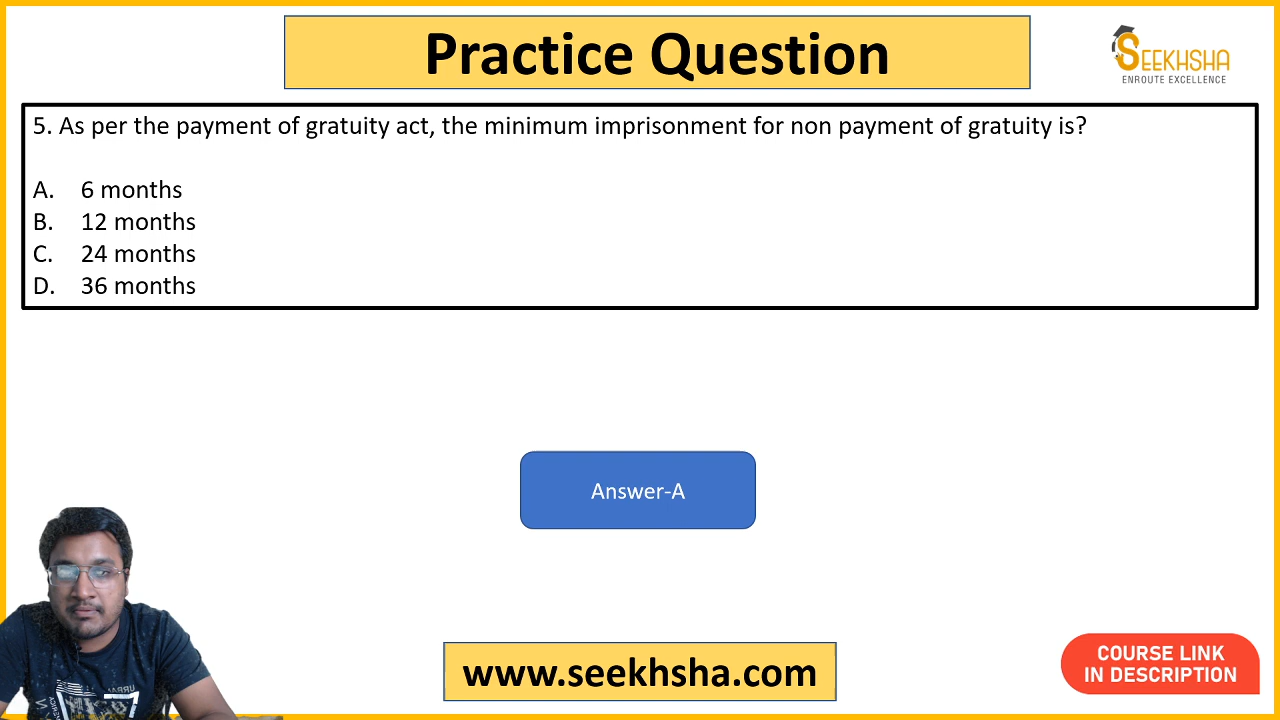 Practice Question
SEEKHSHA
ENROUTE EXCELLENCE
5. As per the payment of gratuity act, the minimum imprisonment for non payment of gratuity is?
A. 6 months
B. 12 months
C. 24 months
D. 36 months
Answer-A
www.seekhsha.com
COURSE LINK
IN DESCRIPTION